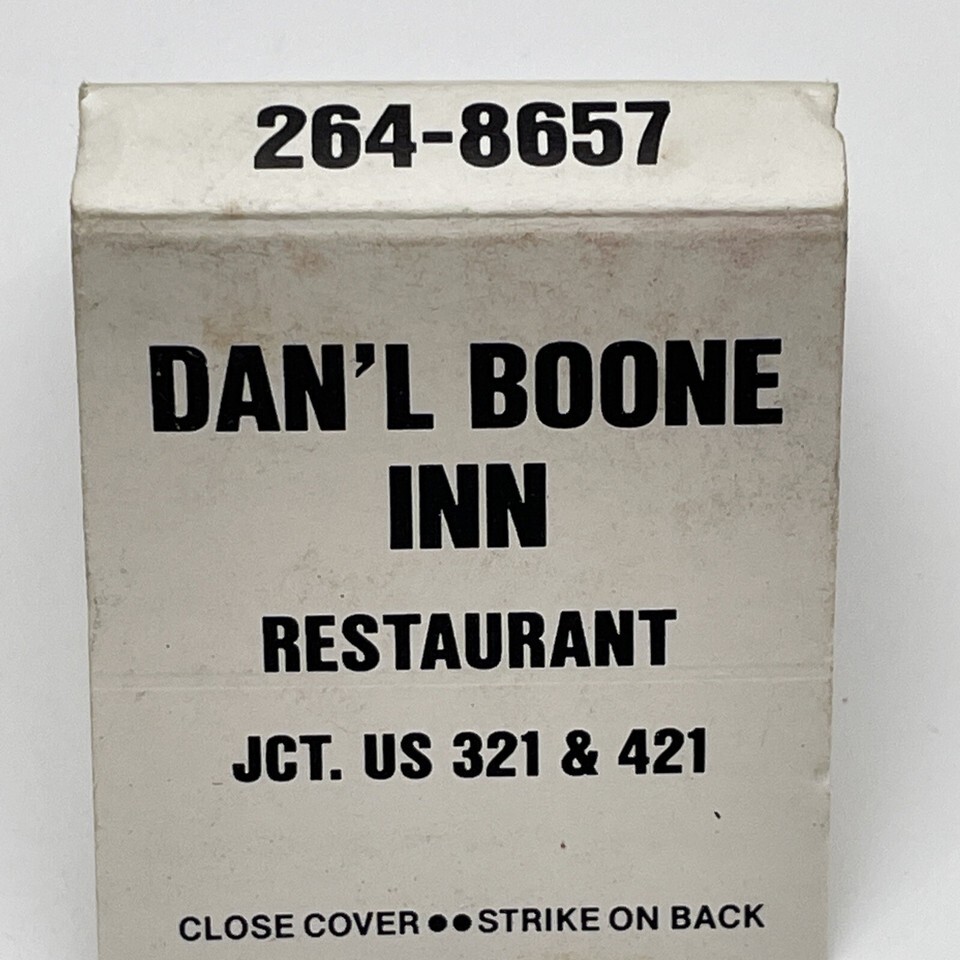 264-8657
DAN'L BOONE
INN
RESTAURANT
JCT. US 321 & 421
CLOSE COVER ●● STRIKE ON BACK